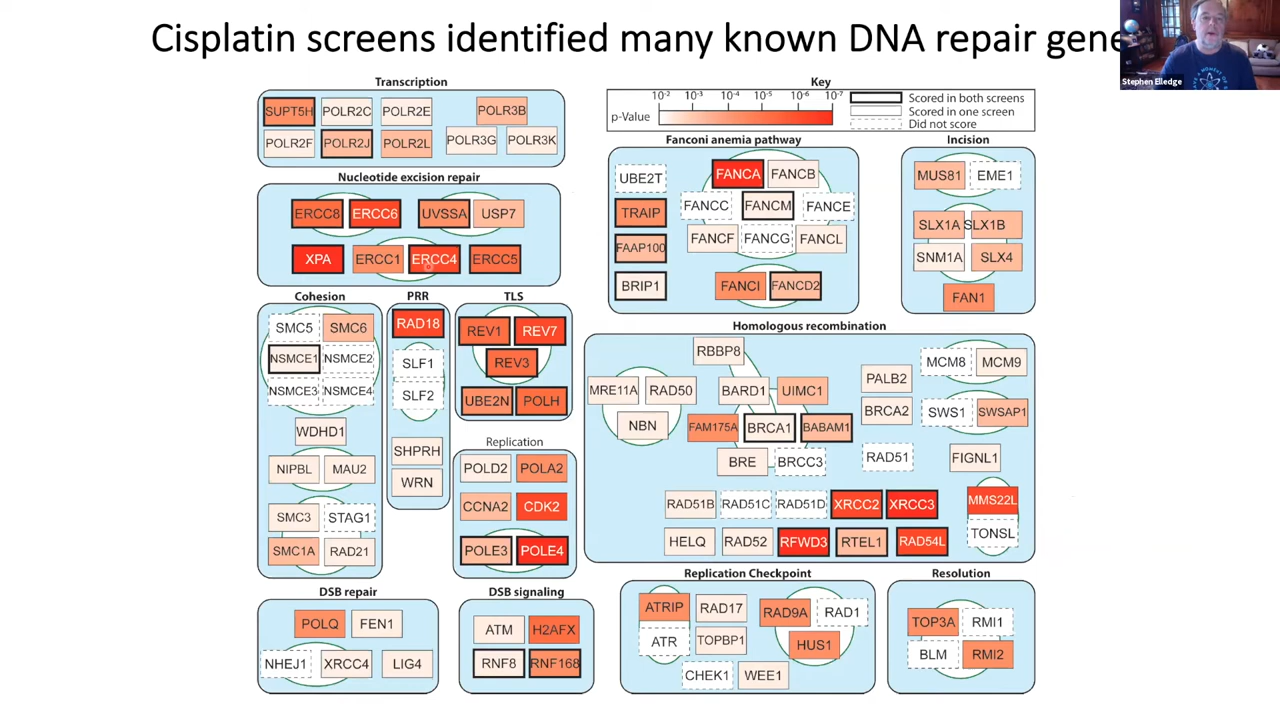 Cisplatin screens identified many known DNA repair gene
Stephen Elledge
Transcription
SUPT5H POLR2C POLR2E POLR3B
POLR2F POLR2J POLR2L POLR3G POLR3K
Key
10-2 10-3 10-4 10-5 10-6 10-7
p-Value
Scored in both screens
Scored in one screen
Did not score
Nucleotide excision repair
ERCC8 ERCC6 UVSSA USP7
XPA ERCC1 ERCC4 ERCC5
Fanconi anemia pathway
UBE2T FANCA FANCB
TRAIP FANCC FANCM FANCE
FAAP100 FANCF FANCG FANCL
BRIP1 FANCI FANCD2
Incision
MUS81 EME1
SLX1A SLX1B
SNM1A SLX4
FAN1
Cohesion
SMC5 SMC6
NSMCE1 NSMCE2
NSMCE3 NSMCE4
WDHD1
NIPBL MAU2
SMC3 STAG1
SMC1A RAD21
PRR
RAD18
SLF1
SLF2
SHPRH
WRN
TLS
REV1 REV7
REV3
UBE2N POLH
Replication
POLD2 POLA2
CCNA2 CDK2
POLE3 POLE4
Homologous recombination
RBBP8
MRE11A RAD50 BARD1 UIMC1 PALB2 MCM8 MCM9
NBN FAM175A BRCA1 BABAM1 BRCA2 SWS1 SWSAP1
BRE BRCC3 RAD51 FIGNL1
RAD51B RAD51C RAD51D XRCC2 XRCC3 MMS22L
HELQ RAD52 RFWD3 RTEL1 RAD54L TONSL
DSB repair
POLQ FEN1
NHEJ1 XRCC4 LIG4
DSB signaling
ATM H2AFX
RNF8 RNF168
Replication Checkpoint
ATRIP RAD17 RAD9A RAD1
ATR TOPBP1 HUS1
CHEK1 WEE1
Resolution
TOP3A RMI1
BLM RMI2